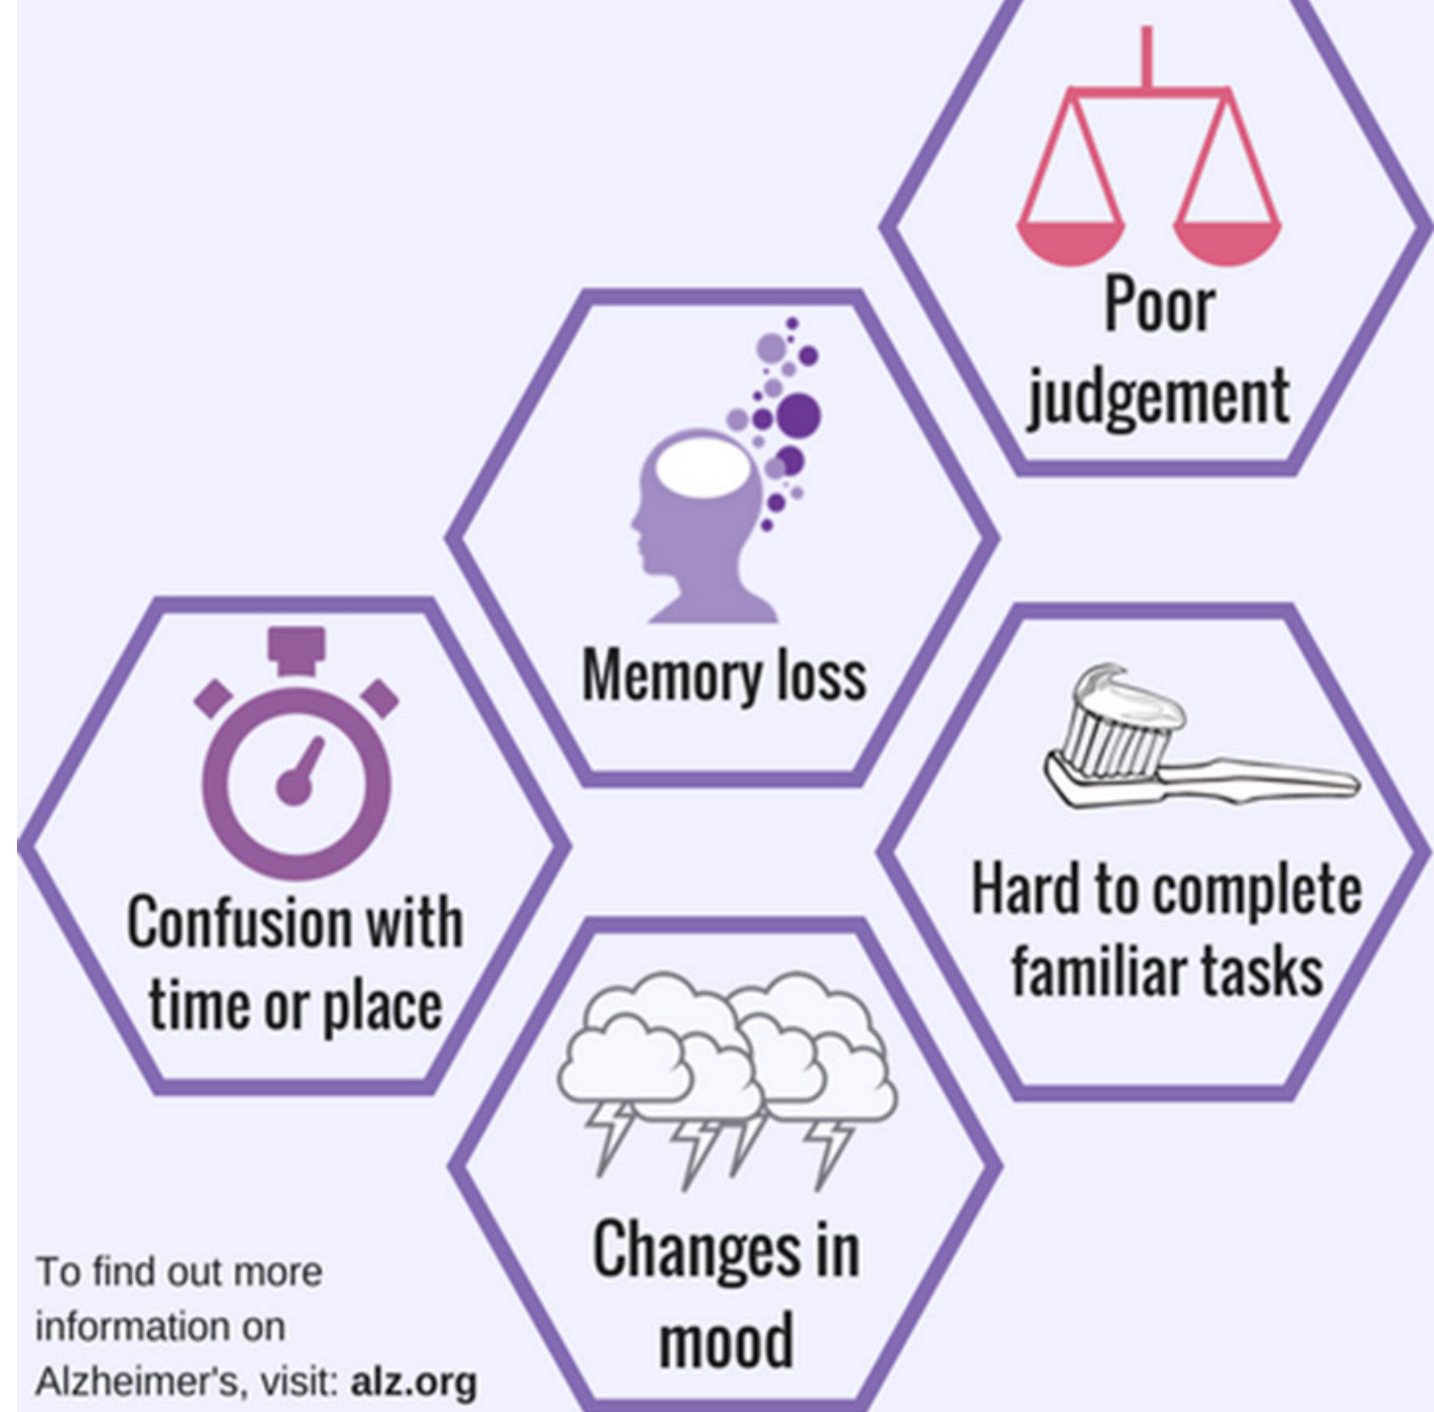 Poor
judgement
Memory loss
Confusion with
time or place
Hard to complete
familiar tasks
Changes in
mood
To find out more
information on
Alzheimer's, visit: alz.org